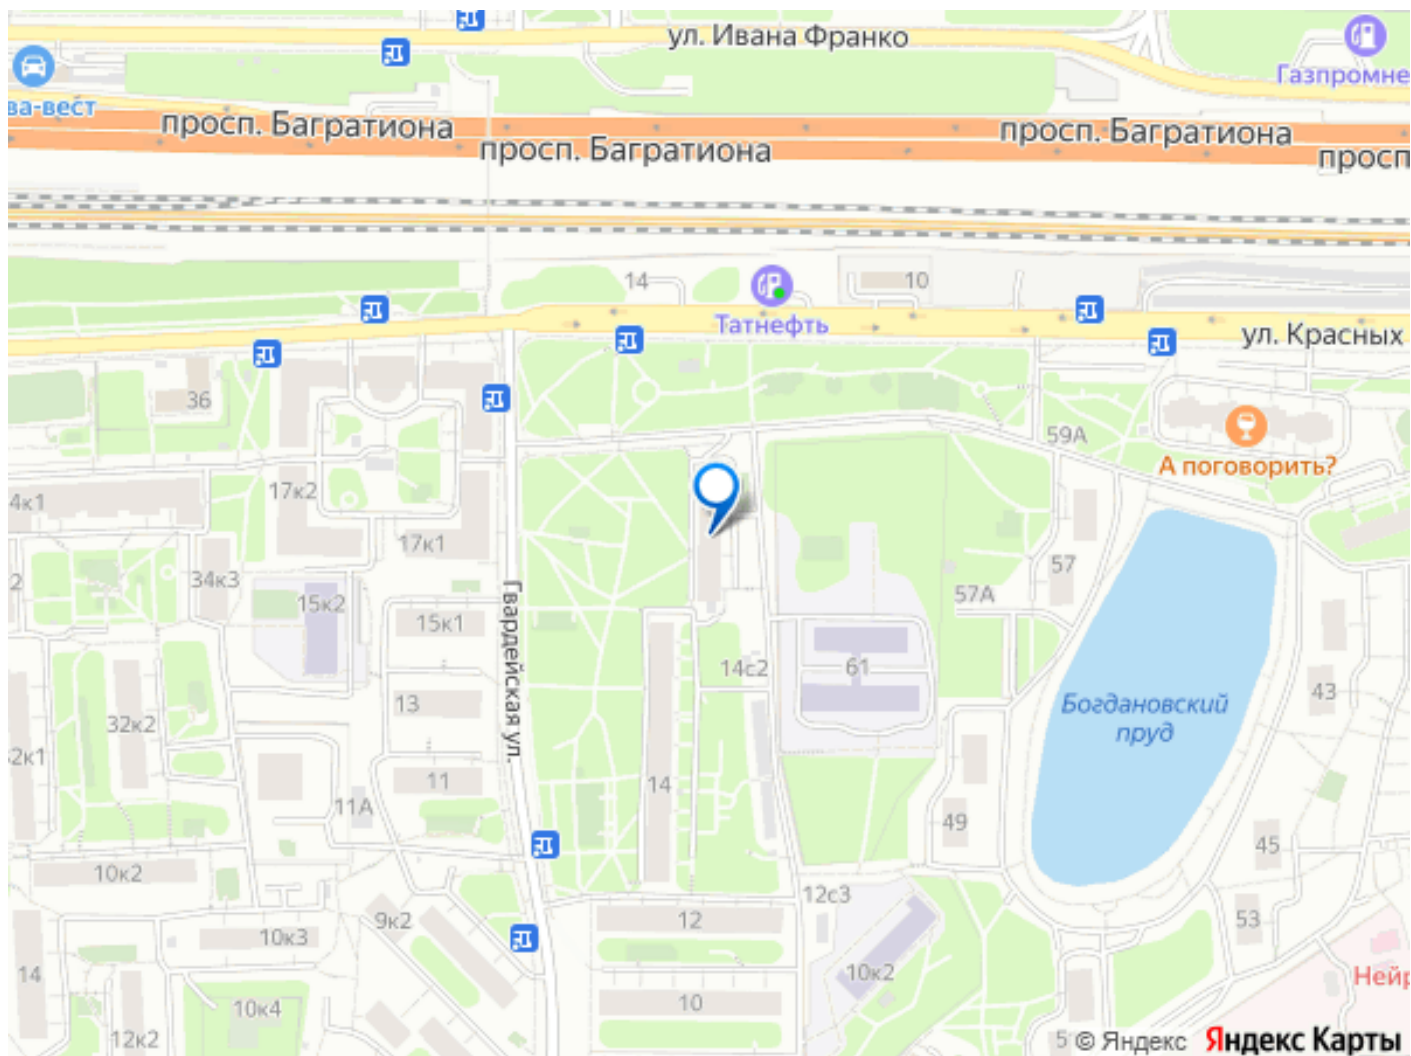 ул. Ивана Франко
Газпромне
ва-вест
просп. Багратиона
просп. Багратиона
просп. Багратиона
просп
14
10
Татнефть
ул. Красных
36
59А
А поговорить?
4к1
17к2
17к1
2
34к3
15к2
15к1
57
57А
Гвардейская ул.
14с2
61
43
13
32к2
Богдановский
пруд
2к1
11
14
11А
49
45
10к2
12с3
9к2
12
53
10к3
14
10к2
Нейр
10к4
10
12к2
5
© Яндекс
Яндекс Карты